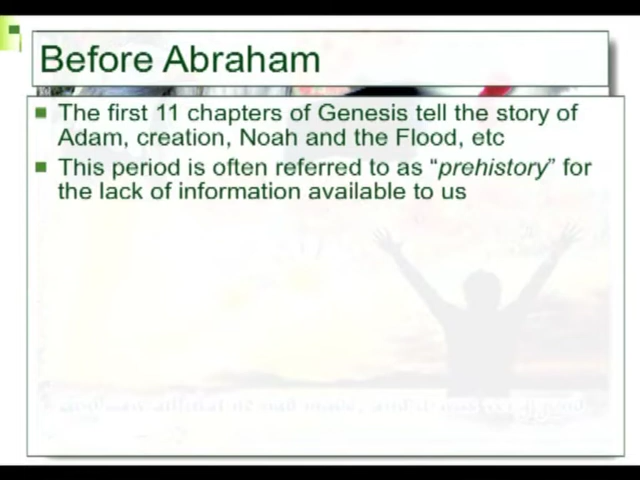 Before Abraham
The first 11 chapters of Genesis tell the story of
Adam, creation, Noah and the Flood, etc
This period is often referred to as “prehistory” for
the lack of information available to us